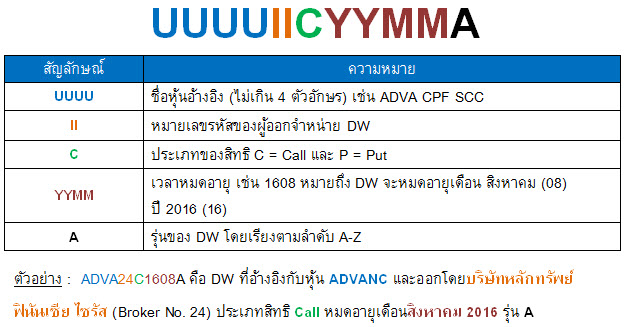 UUUUIICYYMMA
สัญลักษณ์ ความหมาย
UUUU ชื่อหุ้นอ้างอิง (ไม่เกิน 4 ตัวอักษร) เช่น ADVA CPF SCC
II หมายเลขรหัสของผู้ออกจำหน่าย DW
C ประเภทของสิทธิ C = Call และ P = Put
YYMM เวลาหมดอายุ เช่น 1608 หมายถึง DW จะหมดอายุเดือน สิงหาคม (08)
ปี 2016 (16)
A รุ่นของ DW โดยเรียงตามลำดับ A-Z
ตัวอย่าง : ADVA24C1608A คือ DW ที่อ้างอิงกับหุ้น ADVANC และออกโดยบริษัทหลักทรัพย์
ฟินันเซีย ไซรัส (Broker No. 24) ประเภทสิทธิ Call หมดอายุเดือนสิงหาคม 2016 รุ่น A